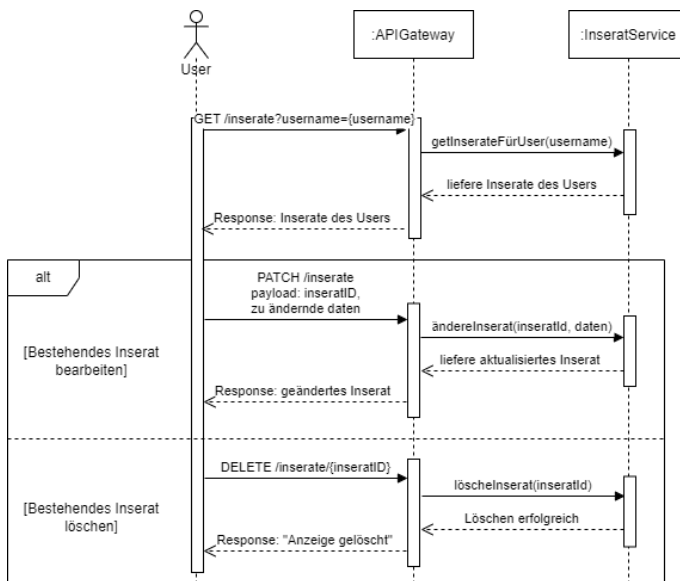 User
:APIGateway
:InseratService
GET /inserate?username={username}
getInserateFürUser(username)
liefere Inserate des Users
Response: Inserate des Users
alt
[Bestehendes Inserat
bearbeiten]
PATCH /inserate
payload: inseratID,
zu ändernde daten
ändereInserat(inseratId, daten)
liefere aktualisiertes Inserat
Response: geändertes Inserat
[Bestehendes Inserat
löschen]
DELETE /inserate/{inseratID}
löscheInserat(inseratId)
Löschen erfolgreich
Response: "Anzeige gelöscht"